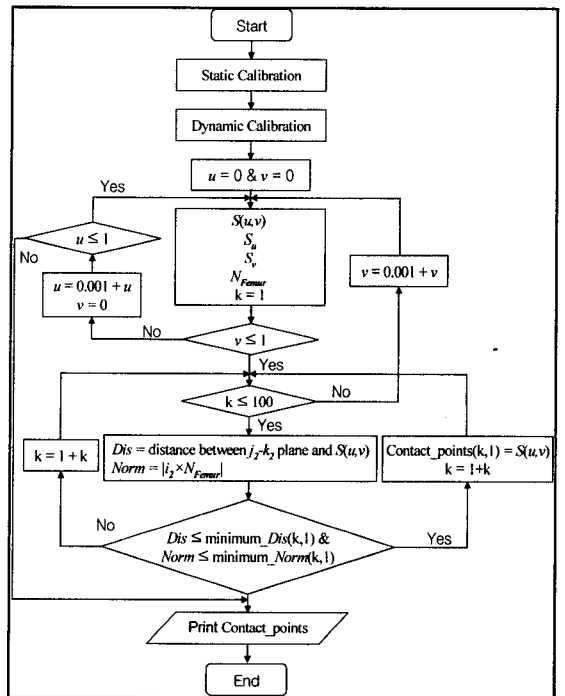 Start
Static Calibration
Dynamic Calibration
u = 0 & v = 0
Yes
S(u,v)
S_u
S_v
N_Femur
k = 1
u ≤ 1
No
u = 0.001 + u
v = 0
v = 0.001 + v
No
v ≤ 1
Yes
k ≤ 100
No
Yes
k = 1 + k
Dis = distance between j_2-k_2 plane and S(u,v)
Norm = |i_2 × N_Femur|
Contact_points(k,1) = S(u,v)
k = 1+k
No
Dis ≤ minimum_Dis(k,1) &
Norm ≤ minimum_Norm(k,1)
Yes
Print Contact_points
End